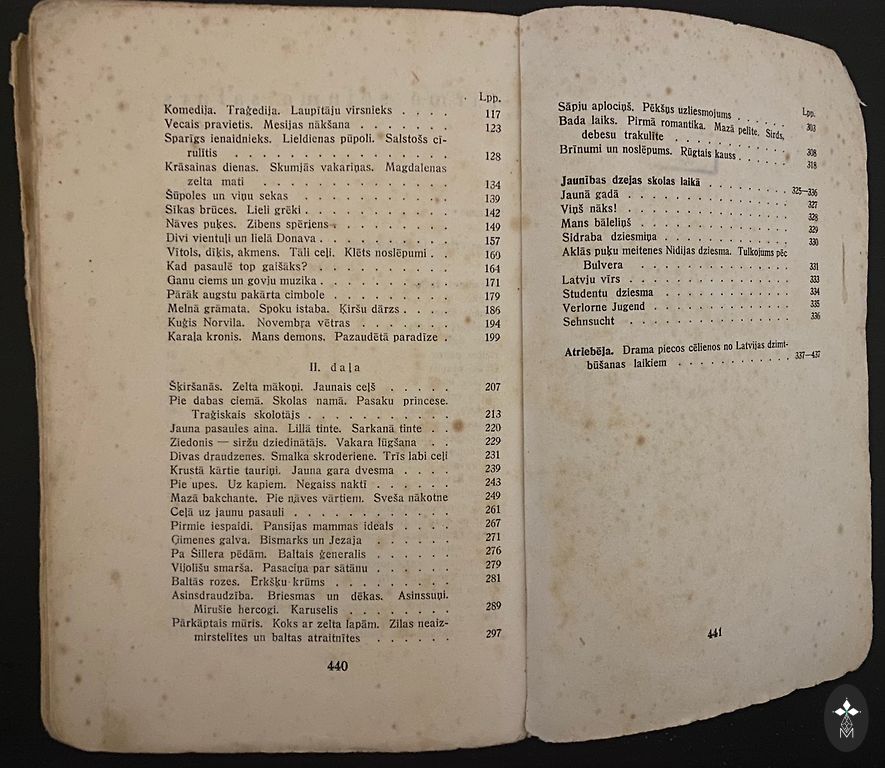 Lpp.
Komedija. Traģedija. Laupītāju virsnieks . . . . 117
Vecais pravietis. Mesijas nākšana . . . . . . . 123
Sparīgs ienaidnieks. Lieldienas pūpoli. Salstošs cī-
rulītis . . . . . . . . . . . . . . . 128
Krāsainas dienas. Skumjās vakariņas. Magdalenas
zelta mati . . . . . . . . . . . . . 134
Šūpoles un viņu sekas . . . . . . . . . . 139
Sīkas brūces. Lieli grēki . . . . . . . . . . 142
Nāves puķes. Zibens spērjens . . . . . . . . 149
Divi vientuļi un lielā Donava . . . . . . . . . 157
Vītols, dīķis, akmens. Tāli ceļi. Klēts noslēpumi . . 160
Kad pasaulē top gaišāks? . . . . . . . . . . 164
Ganu ciems un govju muzika . . . . . . . . . 171
Pārāk augstu pakārta cimbole . . . . . . . . 179
Melnā grāmata. Spoku istaba. Ķiršu dārzs . . . . 186
Kuģis Norvila. Novembŗa vētras . . . . . . . 194
Karaļa kronis. Mans demons. Pazaudētā paradīze . 199
II. daļa
Šķiršanās. Zelta mākoņi. Jaunais ceļš . . . . . 207
Pie dabas ciemā. Skolas namā. Pasaku princese.
Traģiskais skolotājs . . . . . . . . . . 213
Jauna pasaules aina. Lillā tinte. Sarkanā tinte . . 220
Ziedonis — siržu dziedinātājs. Vakara lūgšana . . 229
Divas draudzenes. Smalka skroderiene. Trīs labi ceļi 231
Krustā kārtie tauriņi. Jauna gara dvesma . . . . 239
Pie upes. Uz kapiem. Negaiss naktī . . . . . . 243
Mazā bakchante. Pie nāves vārtiem. Sveša nākotne 249
Ceļā uz jaunu pasauli . . . . . . . . . . . 261
Pirmie iespaidi. Pansijas mammas ideals . . . . 267
Ģimenes galva. Bismarks un Jezaja . . . . . . 271
Pa Šillera pēdām. Baltais ģeneralis . . . . . . 276
Vijolīšu smarša. Pasaciņa par sātānu . . . . . . 279
Baltās rozes. Ērkšķu krūms . . . . . . . . . 281
Asinsdraudzība. Briesmas un dēkas. Asinssuņi.
Mirušie hercogi. Karuselis . . . . . . . . 289
Pārkāptais mūris. Koks ar zelta lapām. Zilas neaiz-
mirstelītes un baltas atraitnītes . . . . . . 297
440
Lpp.
Sāpju aplociņš. Pēkšņs uzliesmojums . . . . . . 303
Bada laiks. Pirmā romantika. Mazā pelīte. Sirds,
debesu trakulīte . . . . . . . . . . . 308
Brīnumi un noslēpums. Rūgtais kauss . . . . . . 318
Jaunības dzejas skolas laikā . . . . . . . . 325—336
Jaunā gadā . . . . . . . . . . . . . . 327
Viņš nāks! . . . . . . . . . . . . . . 328
Mans bāleliņš . . . . . . . . . . . . . 329
Sidraba dziesmiņa . . . . . . . . . . . 330
Aklās puķu meitenes Nidijas dziesma. Tulkojums pēc
Bulvera . . . . . . . . . . . . . 331
Latvju vīrs . . . . . . . . . . . . . . 333
Studentu dziesma . . . . . . . . . . . 334
Verlorne Jugend . . . . . . . . . . . . 335
Sehnsucht . . . . . . . . . . . . . . 336
Atriebēja. Drama piecos cēlienos no Latvijas dzimt-
būšanas laikiem . . . . . . . . . . 337—437
441
M